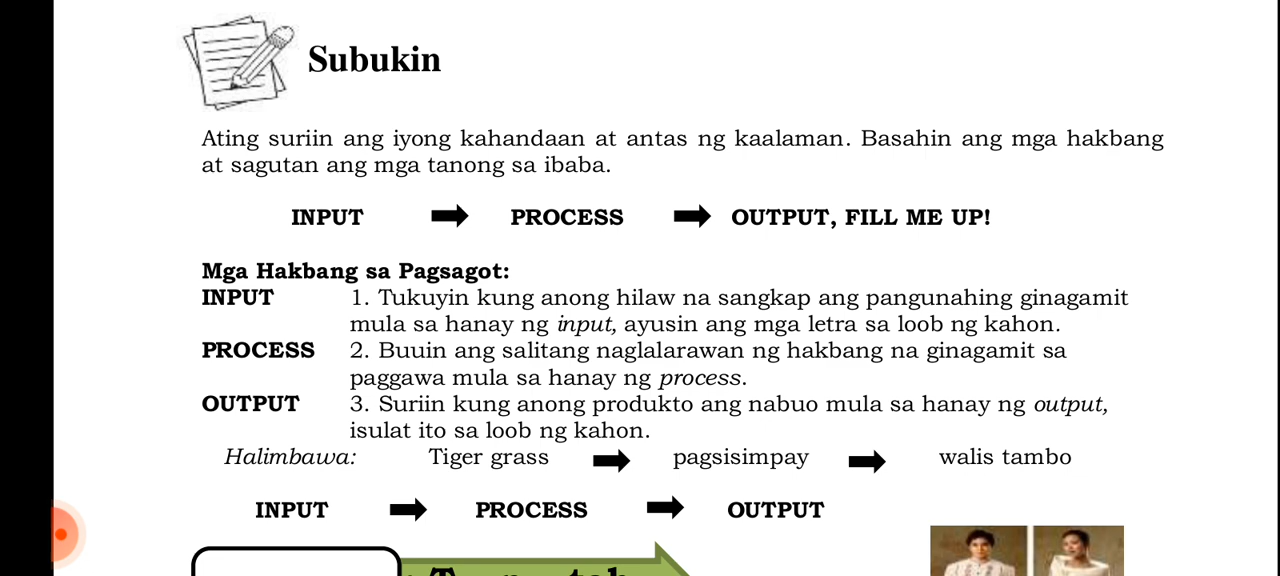 Subukin
Ating suriin ang iyong kahandaan at antas ng kaalaman. Basahin ang mga hakbang
at sagutan ang mga tanong sa ibaba.
INPUT PROCESS OUTPUT, FILL ME UP!
Mga Hakbang sa Pagsagot:
INPUT 1. Tukuyin kung anong hilaw na sangkap ang pangunahing ginagamit
mula sa hanay ng input, ayusin ang mga letra sa loob ng kahon.
PROCESS 2. Buuin ang salitang naglalarawan ng hakbang na ginagamit sa
paggawa mula sa hanay ng process.
OUTPUT 3. Suriin kung anong produkto ang nabuo mula sa hanay ng output,
isulat ito sa loob ng kahon.
Halimbawa: Tiger grass pagsisimpay walis tambo
INPUT PROCESS OUTPUT